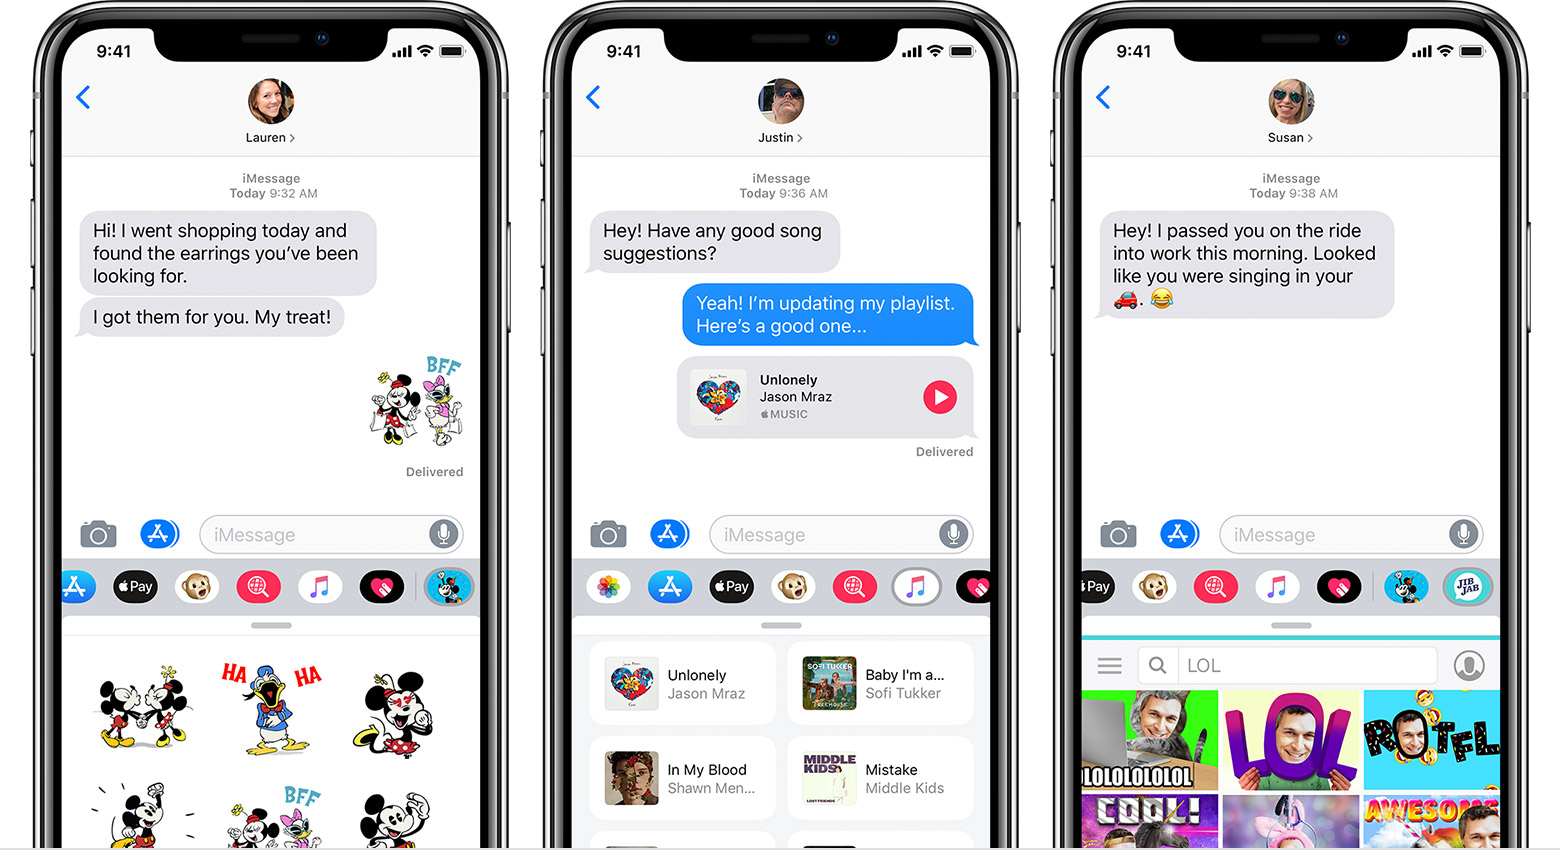 9:41
Lauren >
iMessage
Today 9:32 AM
Hi! I went shopping today and
found the earrings you've been
looking for.
I got them for you. My treat!
BFF
Delivered
iMessage
Pay
HA
HA
BFF
9:41
Justin >
iMessage
Today 9:36 AM
Hey! Have any good song
suggestions?
Yeah! I'm updating my playlist.
Here's a good one...
Unlonely
Jason Mraz
MUSIC
Delivered
iMessage
Pay
Unlonely
Jason Mraz
SOFI TUKKER
TREEHOUSE
Baby I'm a...
Sofi Tukker
In My Blood
Shawn Men...
MIDDLE
KIDS
LOST FRIENDS
Mistake
Middle Kids
9:41
Susan >
iMessage
Today 9:38 AM
Hey! I passed you on the ride
into work this morning. Looked
like you were singing in your
🚗. 😂
iMessage
Pay
JIB
JAB
LOL
LOLOLOLOLOL
LOL
ROTFL
COOL!
AWESOME